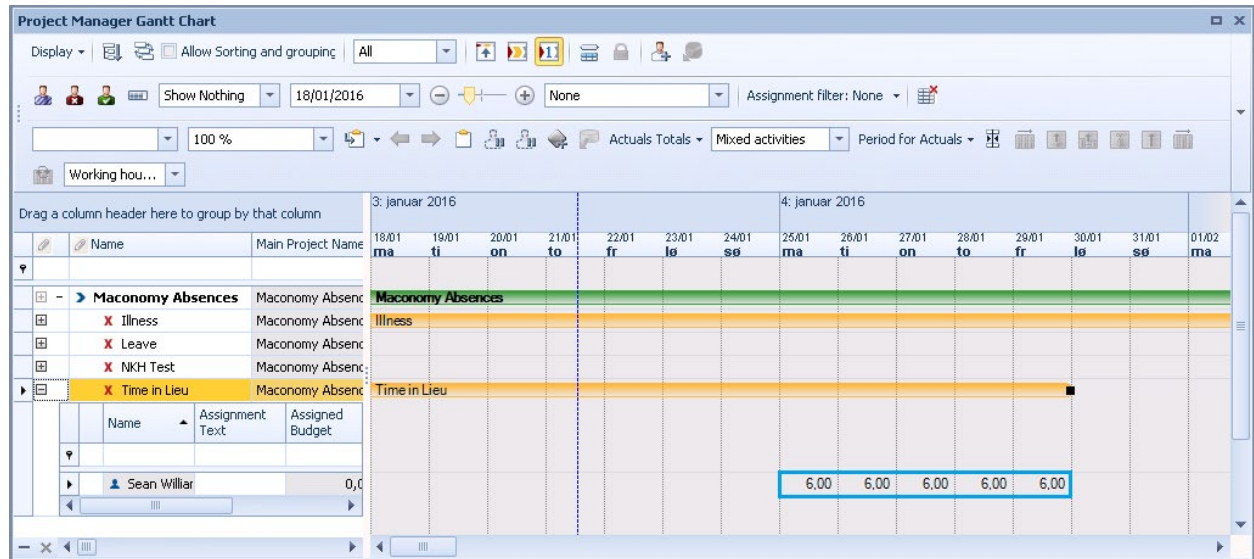 Project Manager Gantt Chart
Display Allow Sorting and grouping All
Show Nothing 18/01/2016 None Assignment filter: None
100 % Actuals Totals Mixed activities Period for Actuals
Working hou...
Drag a column header here to group by that column 3: januar 2016 4: januar 2016
Name Main Project Name 18/01 19/01 20/01 21/01 22/01 23/01 24/01 25/01 26/01 27/01 28/01 29/01 30/01 31/01 01/02
ma ti on to fr lø sø ma ti on to fr lø sø ma
Maconomy Absences Maconomy Absenc Maconomy Absences
X Illness Maconomy Absenc Illness
X Leave Maconomy Absenc
X NKH Test Maconomy Absenc
X Time in Lieu Maconomy Absenc Time in Lieu
Name Assignment Text Assigned Budget
Sean Williar 0,0 6,00 6,00 6,00 6,00 6,00